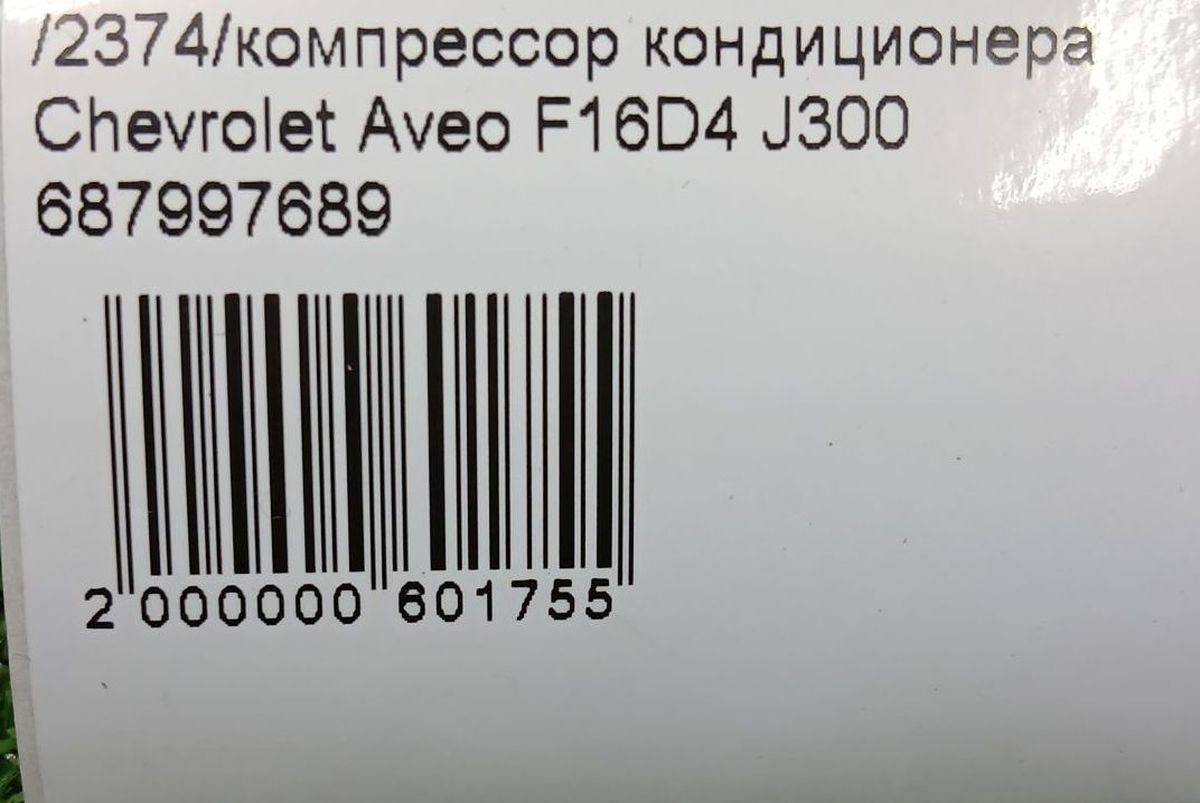 /2374/компрессор кондиционера
Chevrolet Aveo F16D4 J300
687997689
2 000000 601755